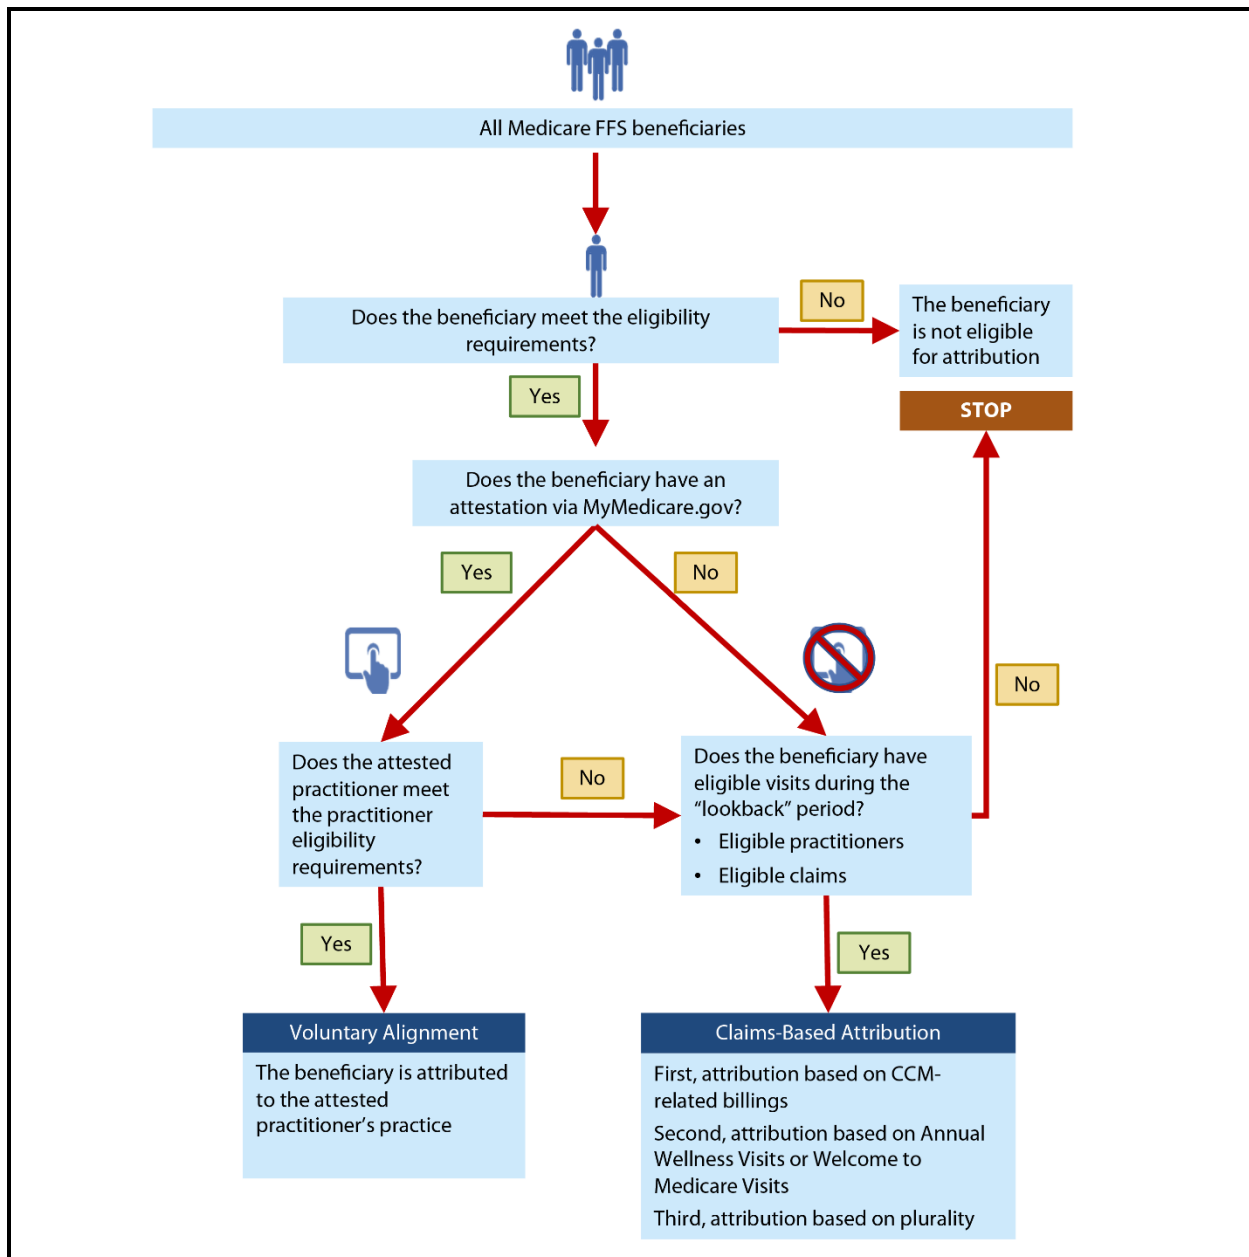 All Medicare FFS beneficiaries
Does the beneficiary meet the eligibility
requirements?
No
The beneficiary
is not eligible
for attribution
STOP
Yes
Does the beneficiary have an
attestation via MyMedicare.gov?
Yes
No
No
Does the attested
practitioner meet
the practitioner
eligibility
requirements?
No
Does the beneficiary have
eligible visits during the
“lookback” period?
• Eligible practitioners
• Eligible claims
Yes
Yes
Voluntary Alignment
The beneficiary is attributed
to the attested
practitioner’s practice
Claims-Based Attribution
First, attribution based on CCM-
related billings
Second, attribution based on Annual
Wellness Visits or Welcome to
Medicare Visits
Third, attribution based on plurality